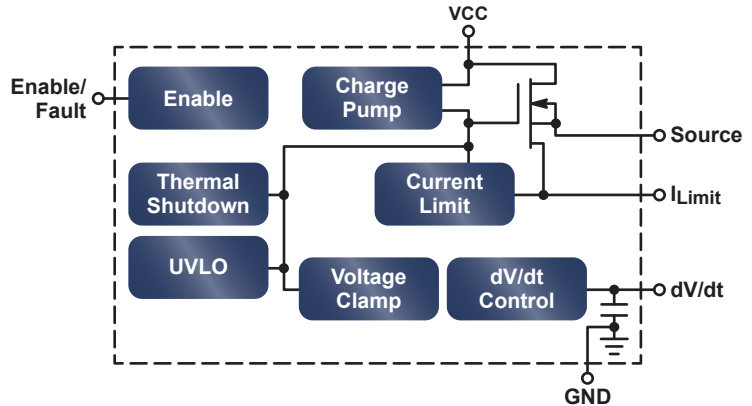 VCC
Enable/
Fault
Enable
Charge
Pump
Source
Thermal
Shutdown
Current
Limit
ILimit
UVLO
Voltage
Clamp
dV/dt
Control
dV/dt
GND